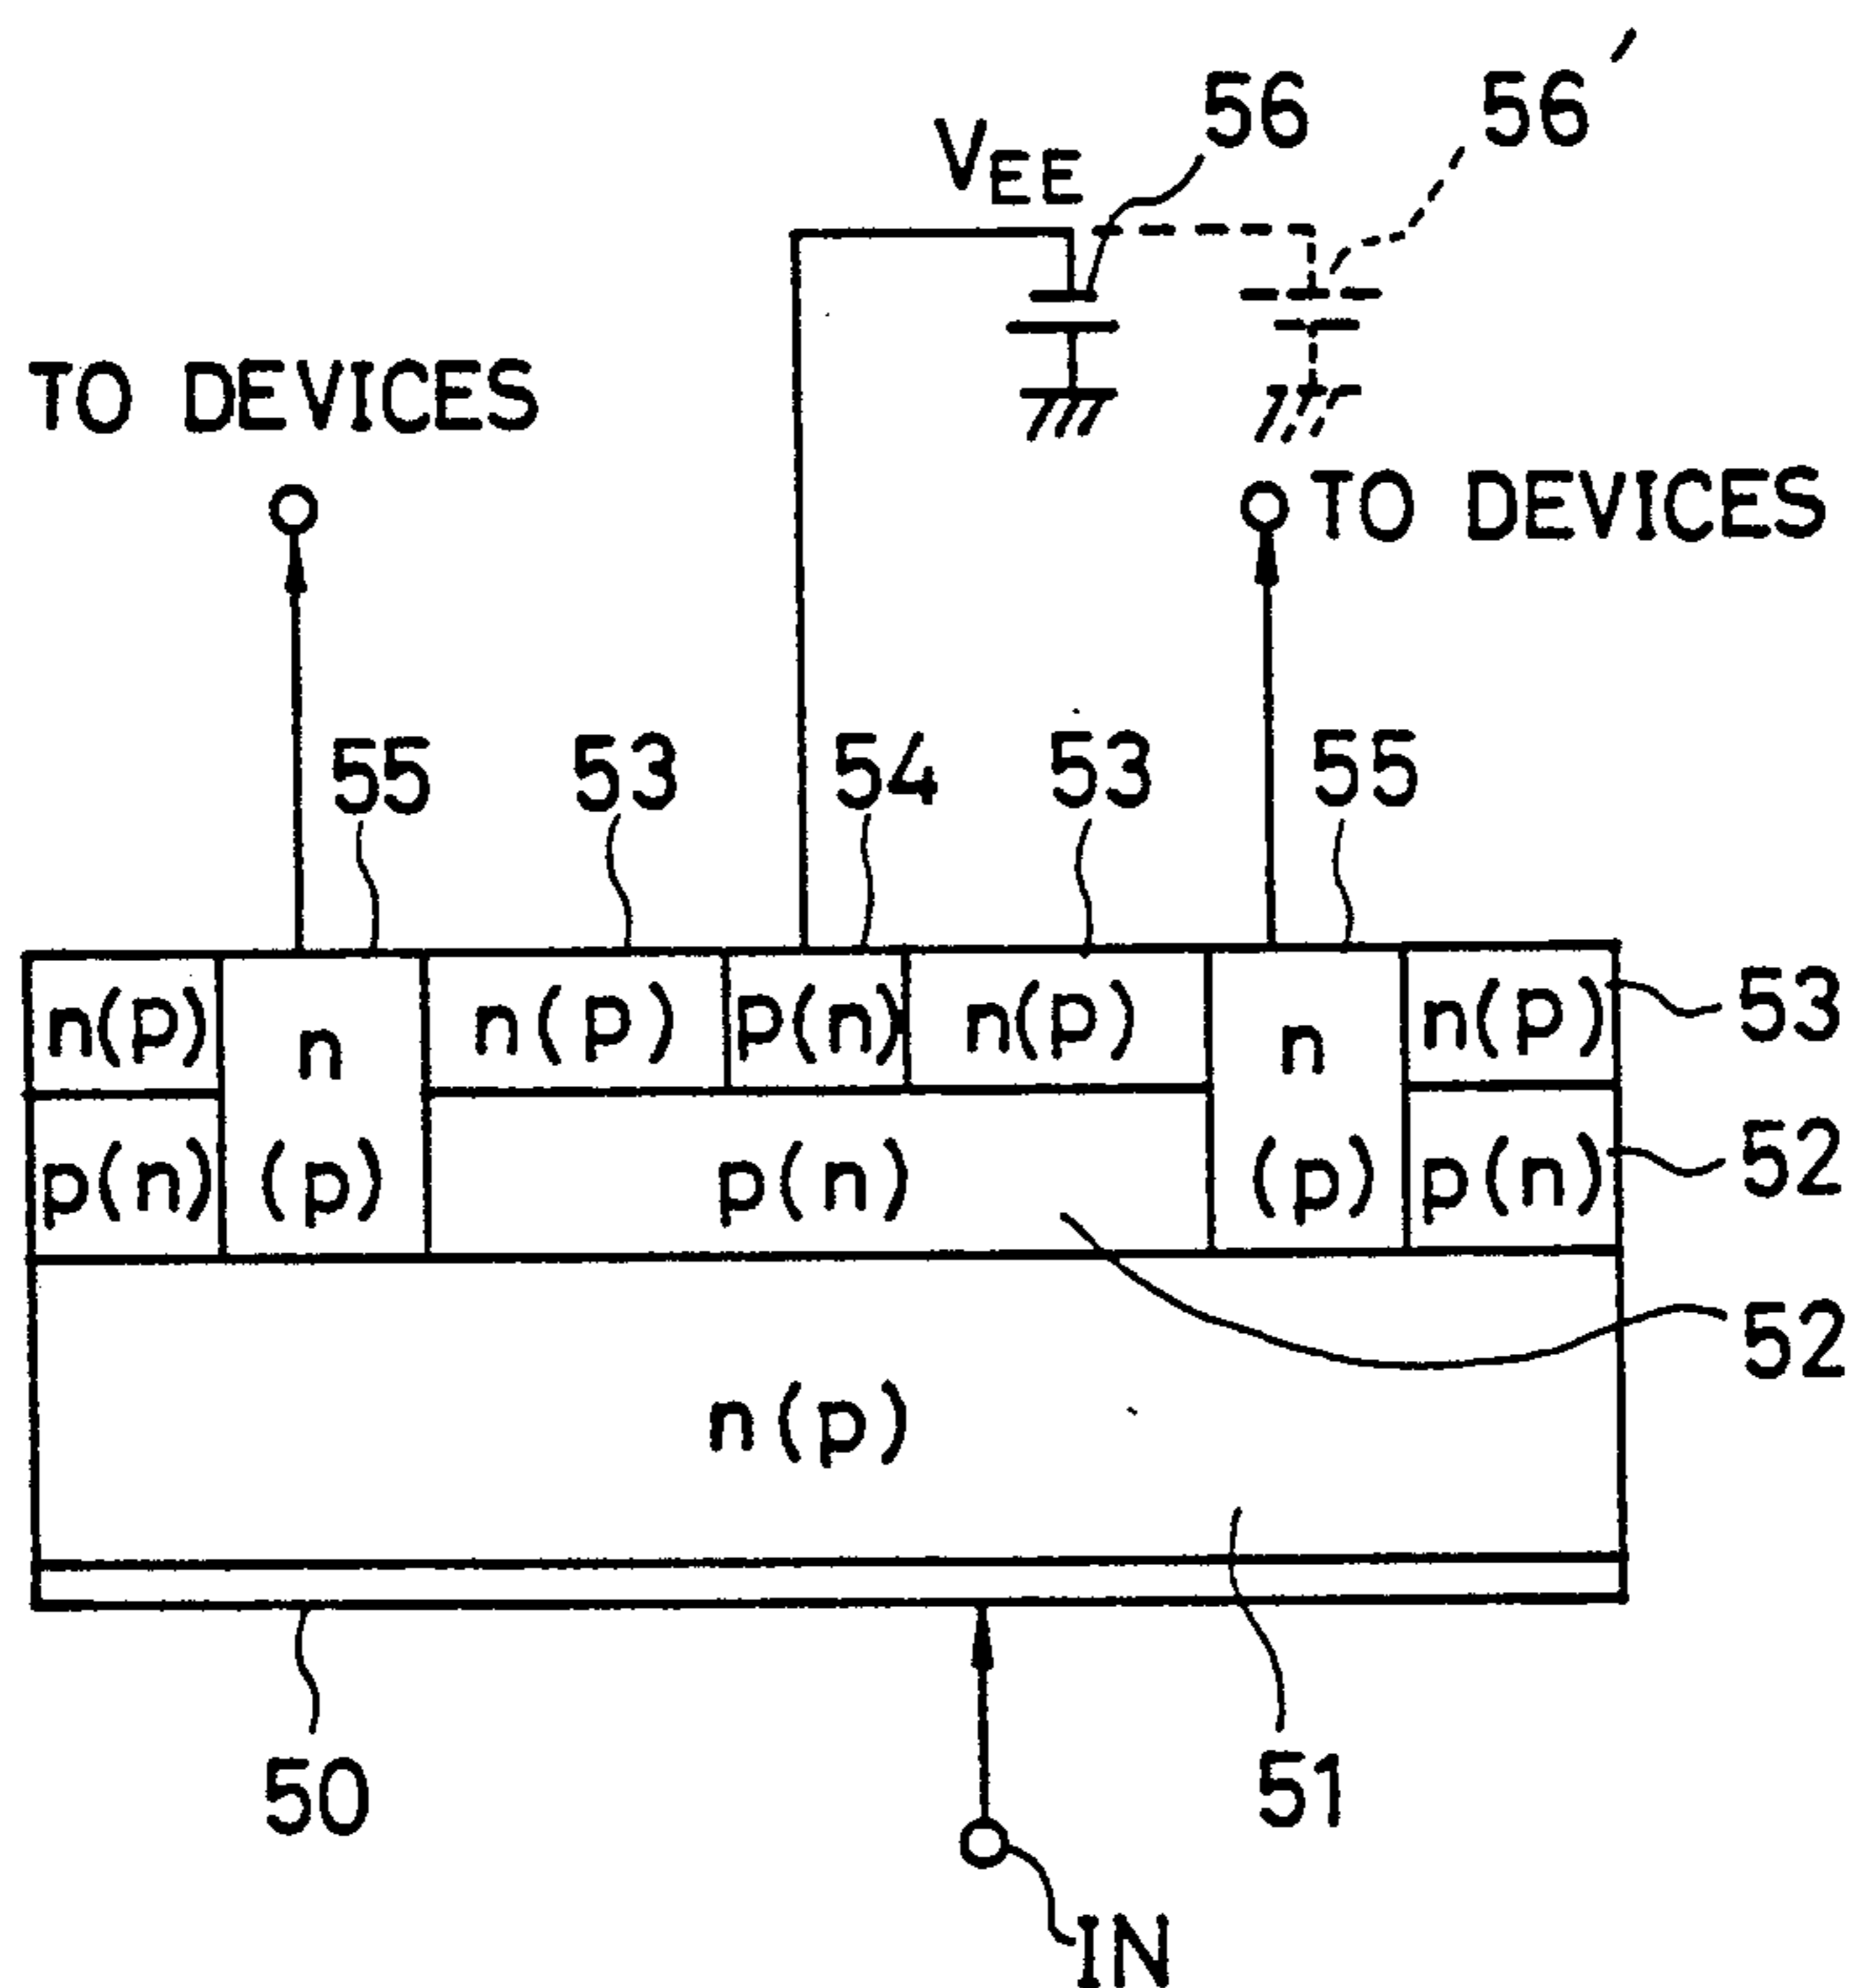 56 56'
VEE
TO DEVICES
TO DEVICES
55 53 54 53 55
n(p) n n(p) p(n) n(p) n n(p) 53
p(n) (p) p(n) (p) p(n) 52
52
n(p)
50 51
IN